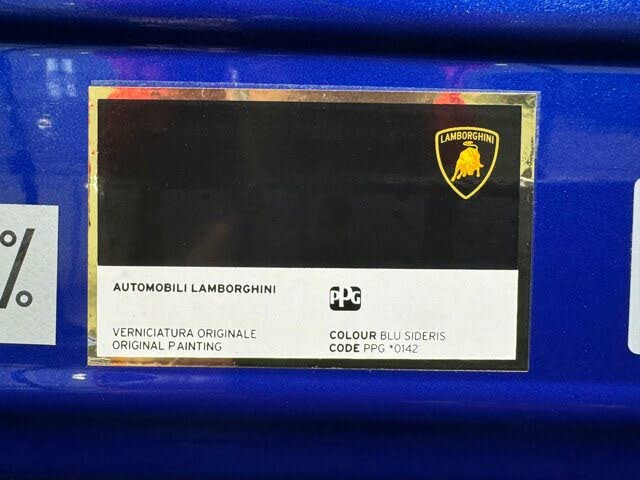 LAMBORGHINI
%
AUTOMOBILI LAMBORGHINI
PPG
VERNICIATURA ORIGINALE
ORIGINAL PAINTING
COLOUR BLU SIDERIS
CODE PPG *0142